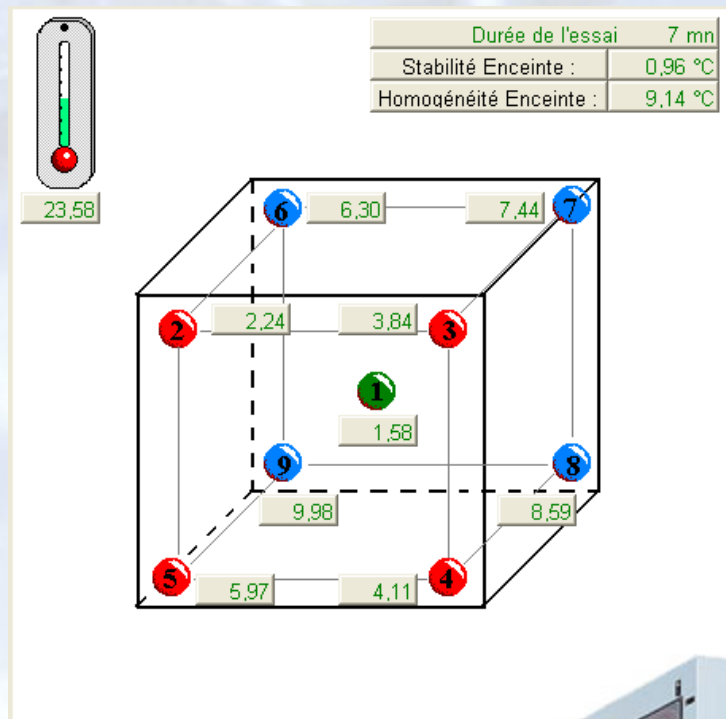 Durée de l'essai 7 mn
Stabilité Enceinte : 0,96 °C
Homogénéité Enceinte : 9,14 °C
23,58
6 6,30 7,44 7
2 2,24 3,84 3
1
1,58
9 8
9,98 8,59
5 5,97 4,11 4